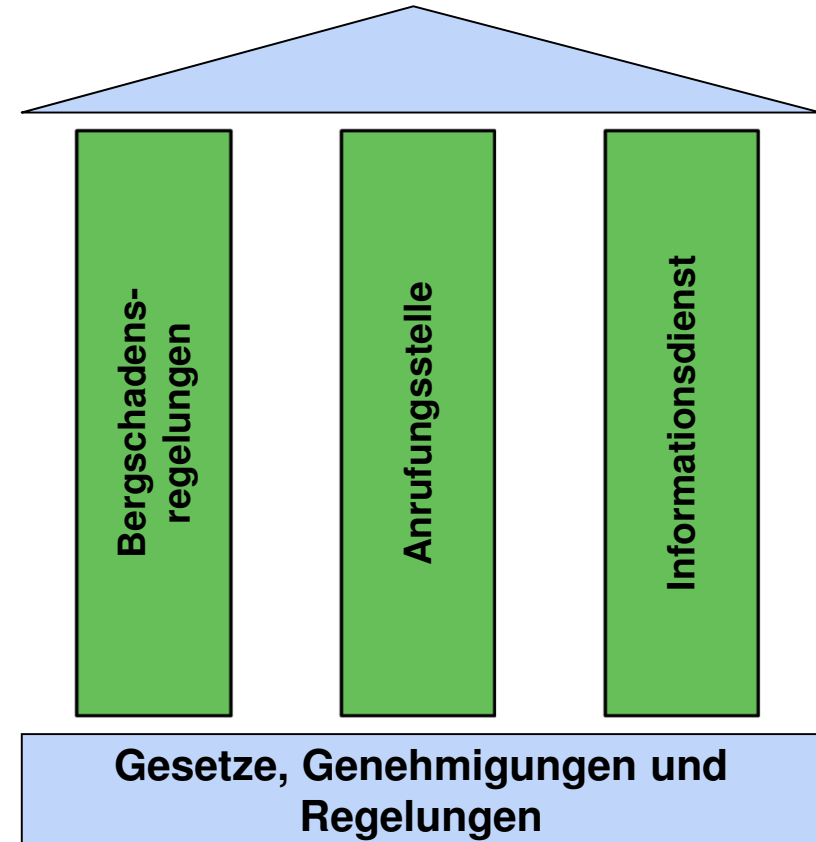 Bergschadens-
regelungen
Anrufungsstelle
Informationsdienst
Gesetze, Genehmigungen und
Regelungen